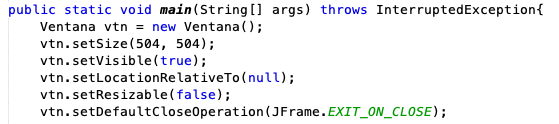 public static void main(String[] args) throws InterruptedException{
Ventana vtn = new Ventana();
vtn.setSize(504, 504);
vtn.setVisible(true);
vtn.setLocationRelativeTo(null);
vtn.setResizable(false);
vtn.setDefaultCloseOperation(JFrame.EXIT_ON_CLOSE);